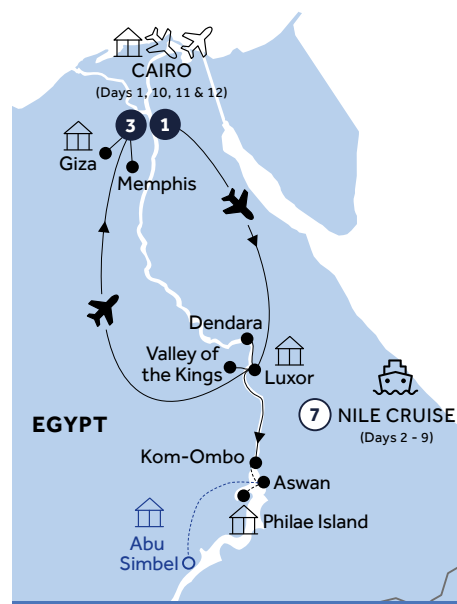 CAIRO
(Days 1, 10, 11 & 12)
3
1
Giza
Memphis
Dendara
Valley of
the Kings
Luxor
7
NILE CRUISE
(Days 2 - 9)
EGYPT
Kom-Ombo
Aswan
Philae Island
Abu
Simbel